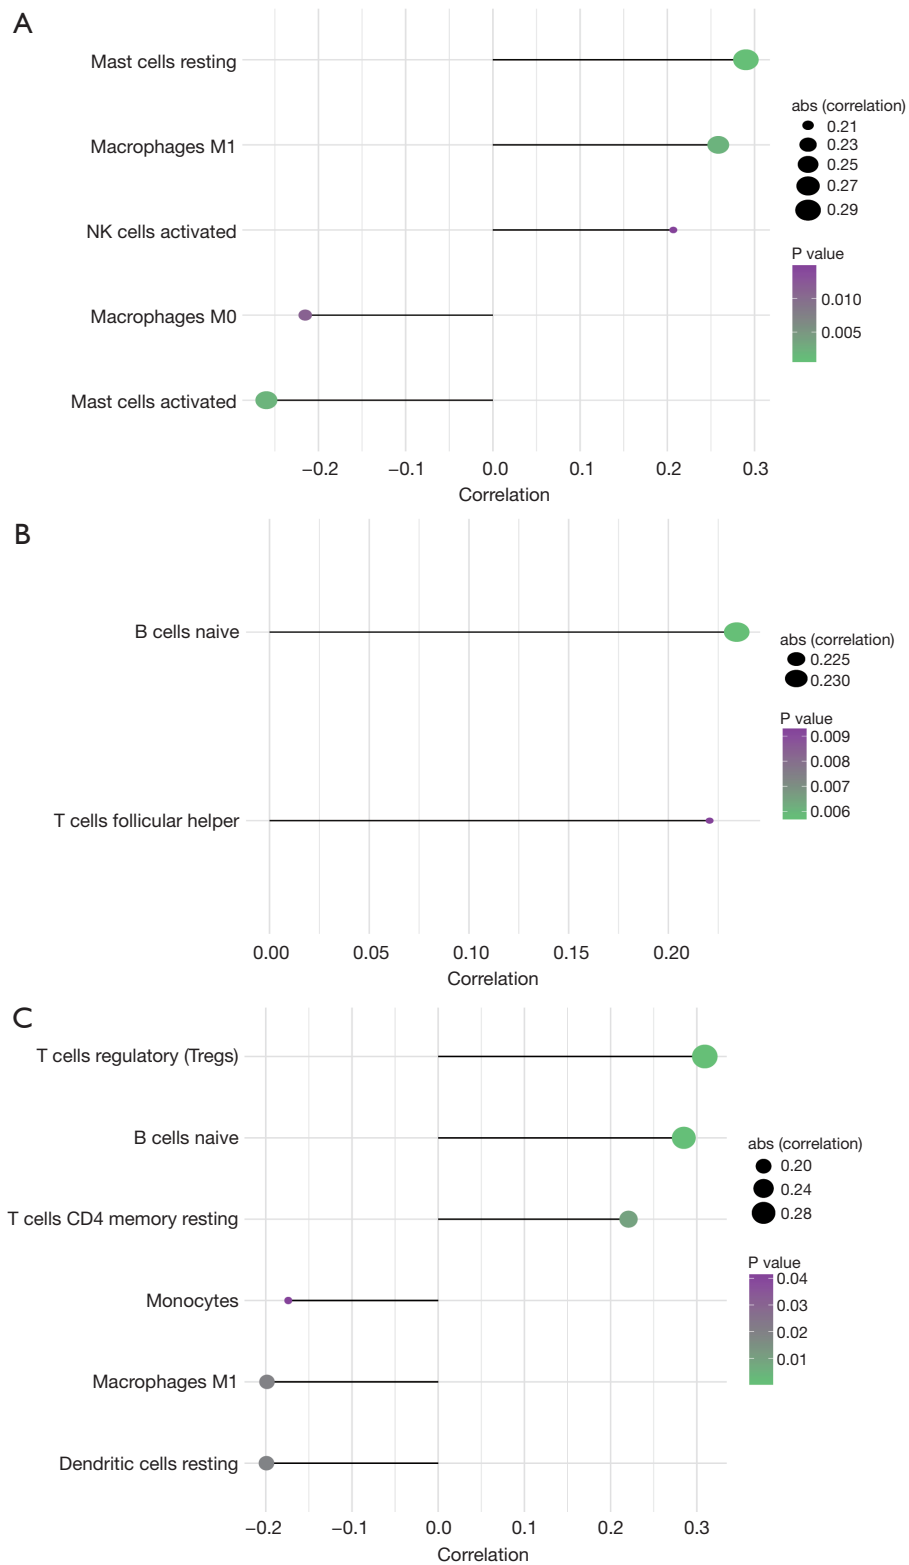 A
Mast cells resting
Macrophages M1
NK cells activated
Macrophages M0
Mast cells activated
−0.2 −0.1 0.0 0.1 0.2 0.3
Correlation
abs (correlation)
0.21
0.23
0.25
0.27
0.29
P value
0.010
0.005
B
B cells naive
T cells follicular helper
0.00 0.05 0.10 0.15 0.20
Correlation
abs (correlation)
0.225
0.230
P value
0.009
0.008
0.007
0.006
C
T cells regulatory (Tregs)
B cells naive
T cells CD4 memory resting
Monocytes
Macrophages M1
Dendritic cells resting
−0.2 −0.1 0.0 0.1 0.2 0.3
Correlation
abs (correlation)
0.20
0.24
0.28
P value
0.04
0.03
0.02
0.01